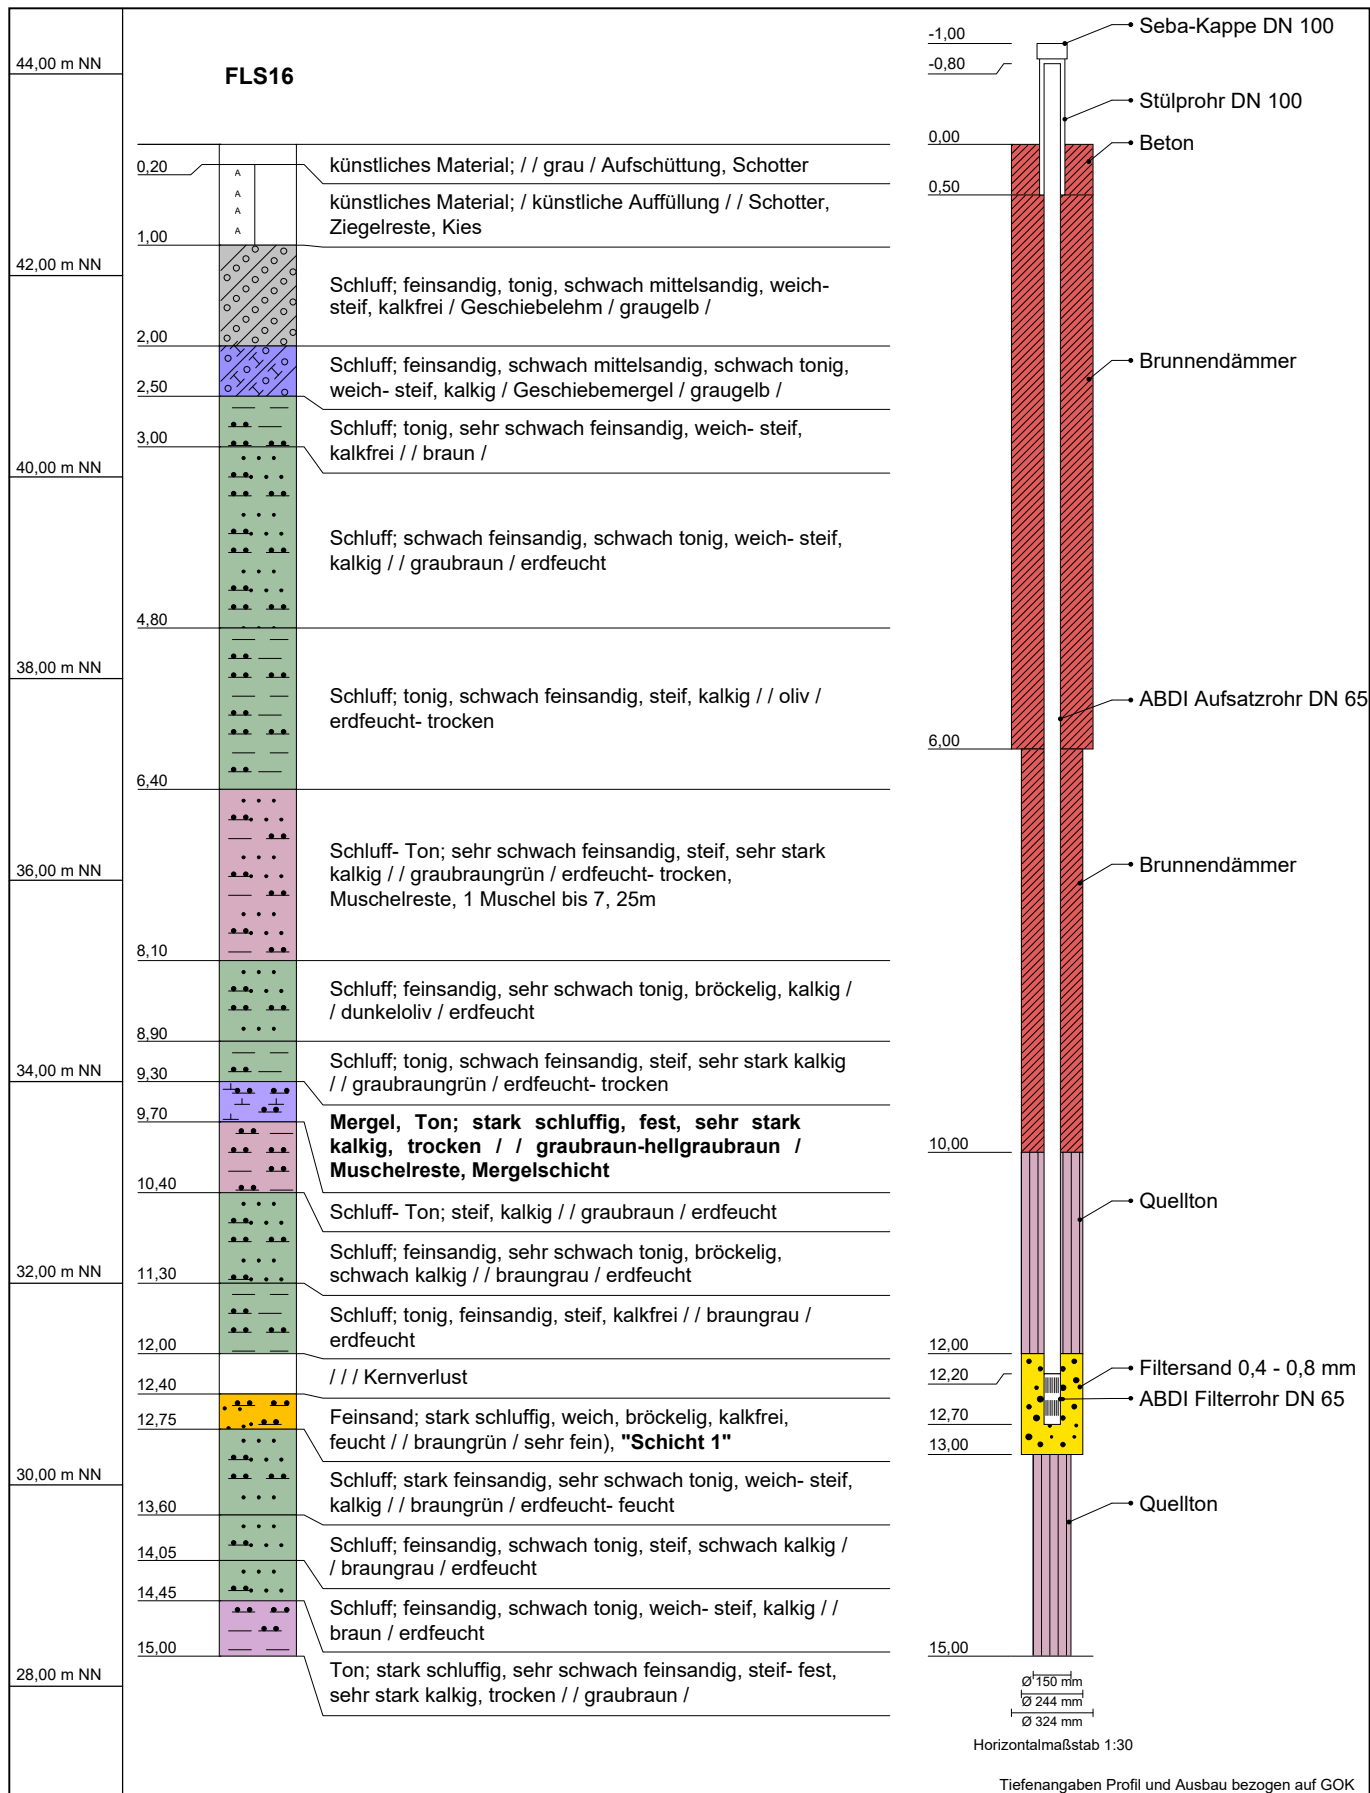 44,00 m NN
42,00 m NN
40,00 m NN
38,00 m NN
36,00 m NN
34,00 m NN
32,00 m NN
30,00 m NN
28,00 m NN
FLS16
0,20
1,00
2,00
2,50
3,00
4,80
6,40
8,10
8,90
9,30
9,70
10,40
11,30
12,00
12,40
12,75
13,60
14,05
14,45
15,00
A
A
A
A
künstliches Material; / / grau / Aufschüttung, Schotter
künstliches Material; / künstliche Auffüllung / / Schotter,
Ziegelreste, Kies
Schluff; feinsandig, tonig, schwach mittelsandig, weich-
steif, kalkfrei / Geschiebelehm / graugelb /
Schluff; feinsandig, schwach mittelsandig, schwach tonig,
weich- steif, kalkig / Geschiebemergel / graugelb /
Schluff; tonig, sehr schwach feinsandig, weich- steif,
kalkfrei / / braun /
Schluff; schwach feinsandig, schwach tonig, weich- steif,
kalkig / / graubraun / erdfeucht
Schluff; tonig, schwach feinsandig, steif, kalkig / / oliv /
erdfeucht- trocken
Schluff- Ton; sehr schwach feinsandig, steif, sehr stark
kalkig / / graubraungrün / erdfeucht- trocken,
Muschelreste, 1 Muschel bis 7, 25m
Schluff; feinsandig, sehr schwach tonig, bröckelig, kalkig /
/ dunkeloliv / erdfeucht
Schluff; tonig, schwach feinsandig, steif, sehr stark kalkig
/ / graubraungrün / erdfeucht- trocken
Mergel, Ton; stark schluffig, fest, sehr stark
kalkig, trocken / / graubraun-hellgraubraun /
Muschelreste, Mergelschicht
Schluff- Ton; steif, kalkig / / graubraun / erdfeucht
Schluff; feinsandig, sehr schwach tonig, bröckelig,
schwach kalkig / / braungrau / erdfeucht
Schluff; tonig, feinsandig, steif, kalkfrei / / braungrau /
erdfeucht
/ / / Kernverlust
Feinsand; stark schluffig, weich, bröckelig, kalkfrei,
feucht / / braungrün / sehr fein), "Schicht 1"
Schluff; stark feinsandig, sehr schwach tonig, weich- steif,
kalkig / / braungrün / erdfeucht- feucht
Schluff; feinsandig, schwach tonig, steif, schwach kalkig /
/ braungrau / erdfeucht
Schluff; feinsandig, schwach tonig, weich- steif, kalkig / /
braun / erdfeucht
Ton; stark schluffig, sehr schwach feinsandig, steif- fest,
sehr stark kalkig, trocken / / graubraun /
-1,00
-0,80
0,00
0,50
6,00
10,00
12,00
12,20
12,70
13,00
15,00
Seba-Kappe DN 100
Stülprohr DN 100
Beton
Brunnendämmer
ABDI Aufsatzrohr DN 65
Brunnendämmer
Quellton
Filtersand 0,4 - 0,8 mm
ABDI Filterrohr DN 65
Quellton
Ø 150 mm
Ø 244 mm
Ø 324 mm
Horizontalmaßstab 1:30
Tiefenangaben Profil und Ausbau bezogen auf GOK